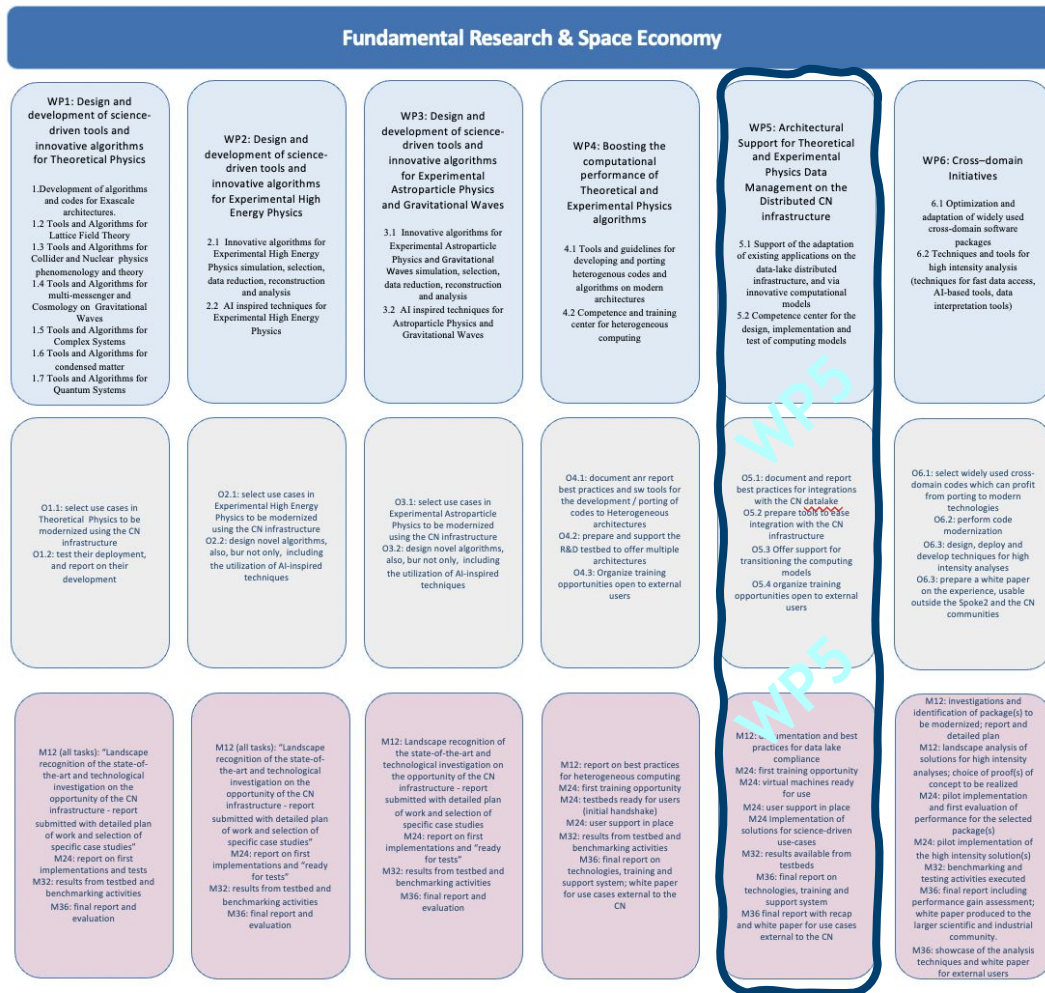 Fundamental Research & Space Economy
WP1: Design and
development of science-
driven tools and
innovative algorithms
for Theoretical Physics
1.Development of algorithms
and codes for Exascale
architectures.
1.2 Tools and Algorithms for
Lattice Field Theory
1.3 Tools and Algorithms for
Collider and Nuclear physics
phenomenology and theory
1.4 Tools and Algorithms for
multi-messenger and
Cosmology on Gravitational
Waves
1.5 Tools and Algorithms for
Complex Systems
1.6 Tools and Algorithms for
condensed matter
1.7 Tools and Algorithms for
Quantum Systems
WP2: Design and
development of science-
driven tools and
innovative algorithms
for Experimental High
Energy Physics
2.1 Innovative algorithms for
Experimental High Energy
Physics simulation, selection,
data reduction, reconstruction
and analysis
2.2 AI inspired techniques for
Experimental High Energy
Physics
WP3: Design and
development of science-
driven tools and
innovative algorithms
for Experimental
Astroparticle Physics
and Gravitational Waves
3.1 Innovative algorithms for
Experimental Astroparticle
Physics and Gravitational
Waves simulation, selection,
data reduction, reconstruction
and analysis
3.2 AI inspired techniques for
Astroparticle Physics and
Gravitational Waves
WP4: Boosting the
computational
performance of
Theoretical and
Experimental Physics
algorithms
4.1 Tools and guidelines for
developing and porting
heterogenous codes and
algorithms on modern
architectures
4.2 Competence and training
center for heterogeneous
computing
WP5: Architectural
Support for Theoretical
and Experimental
Physics Data
Management on the
Distributed CN
infrastructure
5.1 Support of the adaptation
of existing applications on the
data-lake distributed
infrastructure, and via
innovative computational
models
5.2 Competence center for the
design, implementation and
test of computing models
WP5
WP6: Cross–domain
Initiatives
6.1 Optimization and
adaptation of widely used
cross-domain software
packages
6.2 Techniques and tools for
high intensity analysis
(techniques for fast data access,
AI-based tools, data
interpretation tools)
O1.1: select use cases in
Theoretical Physics to be
modernized using the CN
infrastructure
O1.2: test their deployment,
and report on their
development
O2.1: select use cases in
Experimental High Energy
Physics to be modernized
using the CN infrastructure
O2.2: design novel algorithms,
also, but not only, including
the utilization of AI-inspired
techniques
O3.1: select use cases in
Experimental Astroparticle
Physics to be modernized
using the CN infrastructure
O3.2: design novel algorithms,
also, but not only, including
the utilization of AI-inspired
techniques
O4.1: document anr report
best practices and sw tools for
the development / porting of
codes to Heterogeneous
architectures
O4.2: prepare and support the
R&D testbed to offer multiple
architectures
O4.3: Organize training
opportunities open to external
users
O5.1: document and report
best practices for integrations
with the CN datalake
O5.2 prepare tools to ease
integration with the CN
infrastructure
O5.3 Offer support for
transitioning the computing
models
O5.4 organize training
opportunities open to external
users
WP5
O6.1: select widely used cross-
domain codes which can profit
from porting to modern
technologies
O6.2: perform code
modernization
O6.3: design, deploy and
develop techniques for high
intensity analyses
O6.3: prepare a white paper
on the experience, usable
outside the Spoke2 and the CN
communities
M12 (all tasks): "Landscape
recognition of the state-of-
the-art and technological
investigation on the
opportunity of the CN
infrastructure - report
submitted with detailed plan
of work and selection of
specific case studies"
M24: report on first
implementations and tests
M32: results from testbed and
benchmarking activities
M36: final report and
evaluation
M12 (all tasks): "Landscape
recognition of the state-of-
the-art and technological
investigation on the
opportunity of the CN
infrastructure - report
submitted with detailed plan
of work and selection of
specific case studies"
M24: report on first
implementations and "ready
for tests"
M32: results from testbed and
benchmarking activities
M36: final report and
evaluation
M12: Landscape recognition of
the state-of-the-art and
technological investigation on
the opportunity of the CN
infrastructure - report
submitted with detailed plan
of work and selection of
specific case studies
M24: report on first
implementations and "ready
for tests"
M32: results from testbed and
benchmarking activities
M36: final report and
evaluation
M12: report on best practices
for heterogeneous computing
M24: first training opportunity
M24: testbeds ready for users
(initial handshake)
M24: user support in place
M32: results from testbed and
benchmarking activities
M36: final report on
technologies, training and
support system; white paper
for use cases external to the
CN
M12: and best
practices for data lake
compliance
M24: first training opportunity
M24: virtual machines ready
for use
M24: user support in place
M24 Implementation of
solutions for science-driven
use-cases
M32: results available from
testbeds
M36: final report on
technologies, training and
support system
M36 final report with recap
and white paper for use cases
external to the CN
M12: investigations and
identification of package(s) to
be modernized; report and
detailed plan
M12: landscape analysis of
solutions for high intensity
analyses; choice of proof(s) of
concept to be realized
M24: pilot implementation
and first evaluation of
performance for the selected
package(s)
M24: pilot implementation of
the high intensity solution(s)
M32: benchmarking and
testing activities executed
M36: final report including
performance gain assessment;
white paper produced to the
larger scientific and industrial
community.
M36: showcase of the analysis
techniques and white paper
for external users